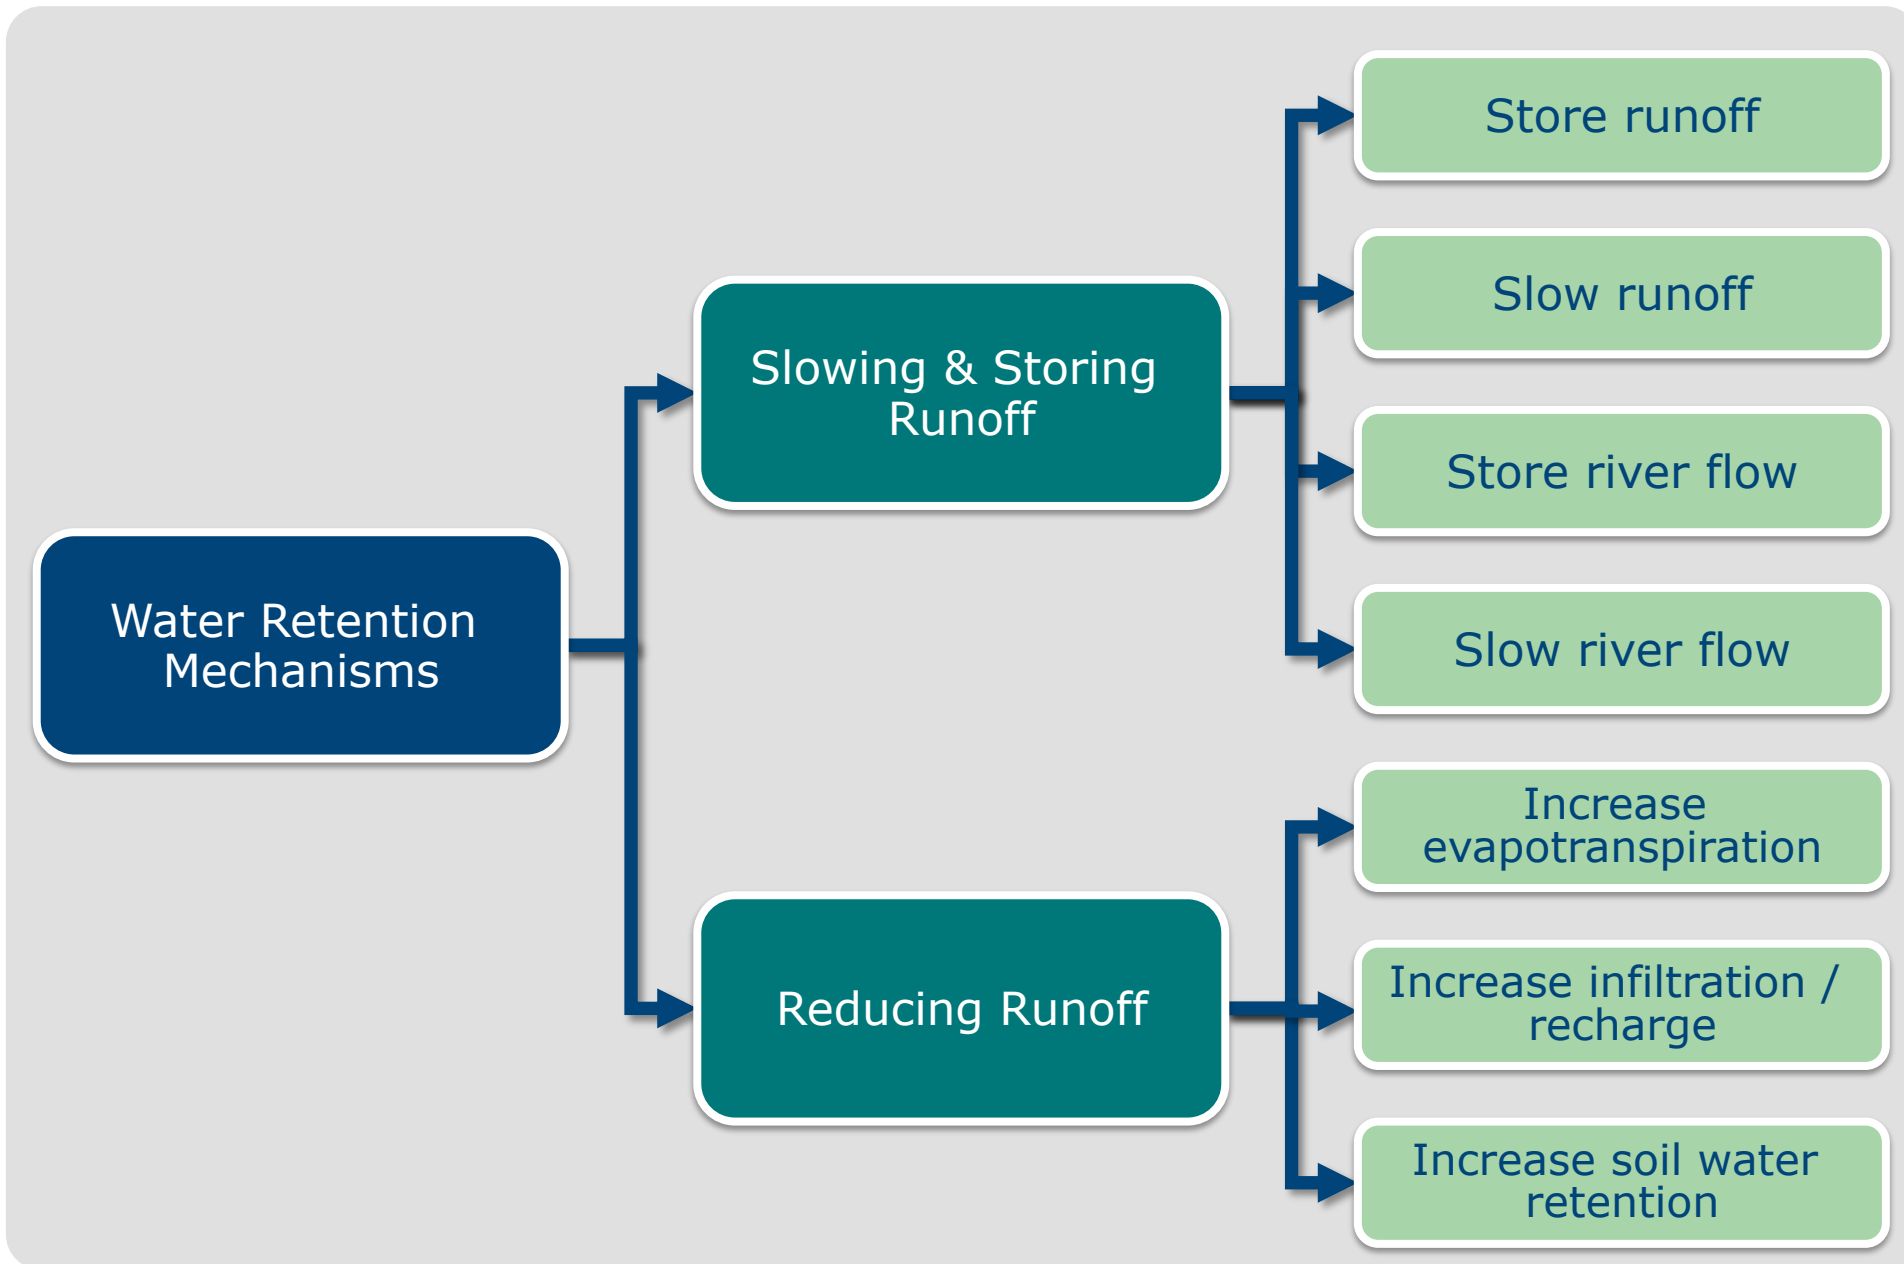 Water Retention
Mechanisms
Slowing & Storing
Runoff
Reducing Runoff
Store runoff
Slow runoff
Store river flow
Slow river flow
Increase
evapotranspiration
Increase infiltration /
recharge
Increase soil water
retention